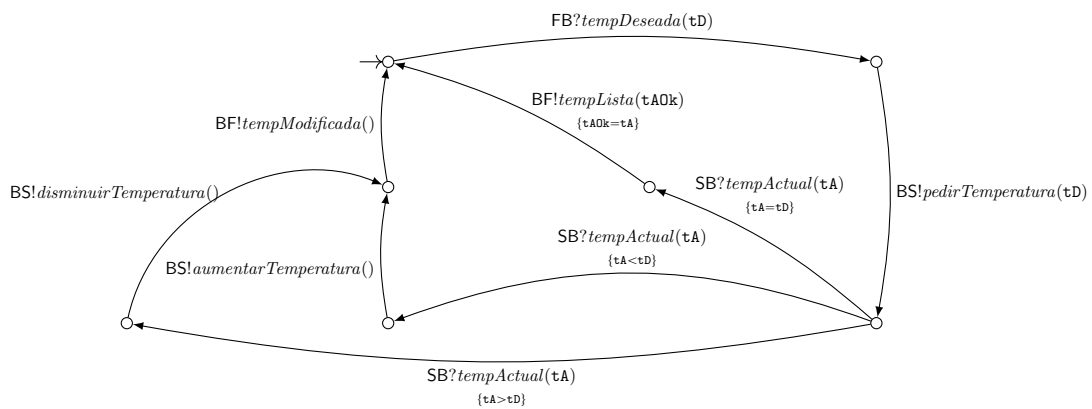 FB?tempDeseada(tD)
BF!tempLista(tAOk)
{tAOk=tA}
BF!tempModificada()
SB?tempActual(tA)
{tA=tD}
BS!disminuirTemperatura()
BS!pedirTemperatura(tD)
SB?tempActual(tA)
{tA<tD}
BS!aumentarTemperatura()
SB?tempActual(tA)
{tA>tD}